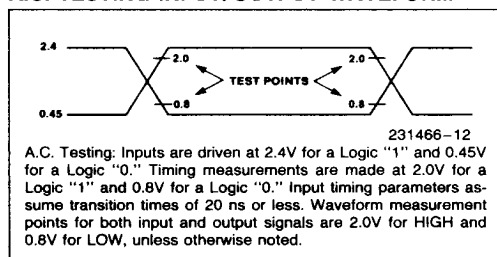 2.4
2.0 TEST POINTS 2.0
0.8 0.8
0.45
231466-12
A.C. Testing: Inputs are driven at 2.4V for a Logic "1" and 0.45V
for a Logic "0." Timing measurements are made at 2.0V for a
Logic "1" and 0.8V for a Logic "0." Input timing parameters as-
sume transition times of 20 ns or less. Waveform measurement
points for both input and output signals are 2.0V for HIGH and
0.8V for LOW, unless otherwise noted.